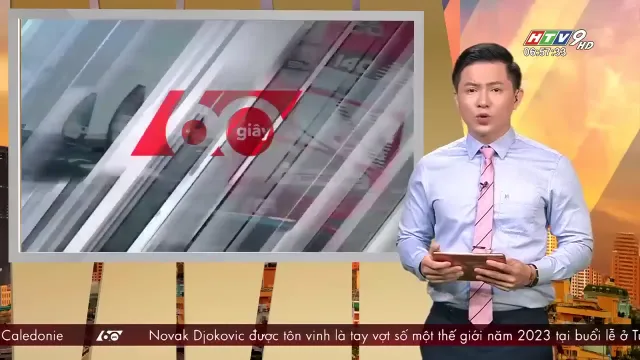 HTV9 HD
06:57:33
60 giây
Caledonie 60 Novak Djokovic được tôn vinh là tay vợt số một thế giới năm 2023 tại buổi lễ ở T